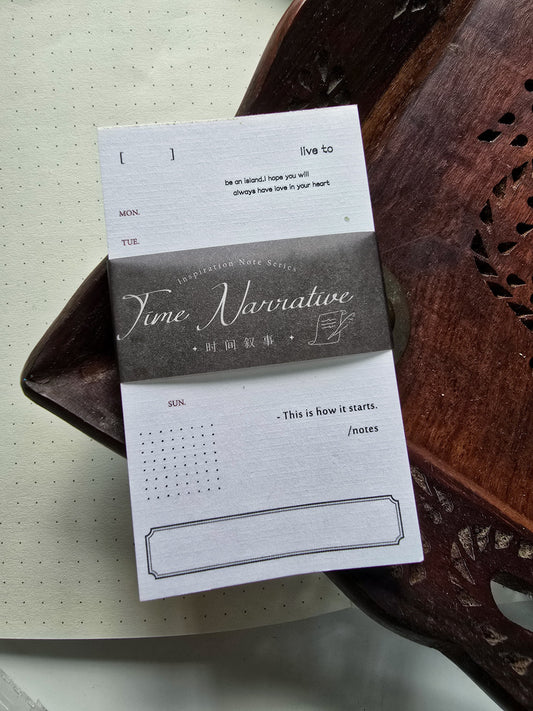 [ ]
live to
be an island.I hope you will
always have love in your heart
MON.
TUE.
Inspiration Note Series
Time Narrative
时间叙事
SUN.
- This is how it starts.
/notes